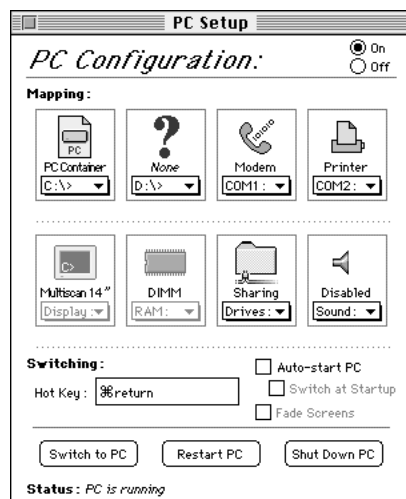 PC Setup
PC Configuration:
On
Off
Mapping:
PC
PC Container
None
Modem
Printer
C:\>
D:\>
COM1:
COM2:
Multiscan 14"
DIMM
Sharing
Disabled
Display:
RAM:
Drives:
Sound:
Switching:
Auto-start PC
Hot Key: ⌘return
Switch at Startup
Fade Screens
Switch to PC
Restart PC
Shut Down PC
Status: PC is running